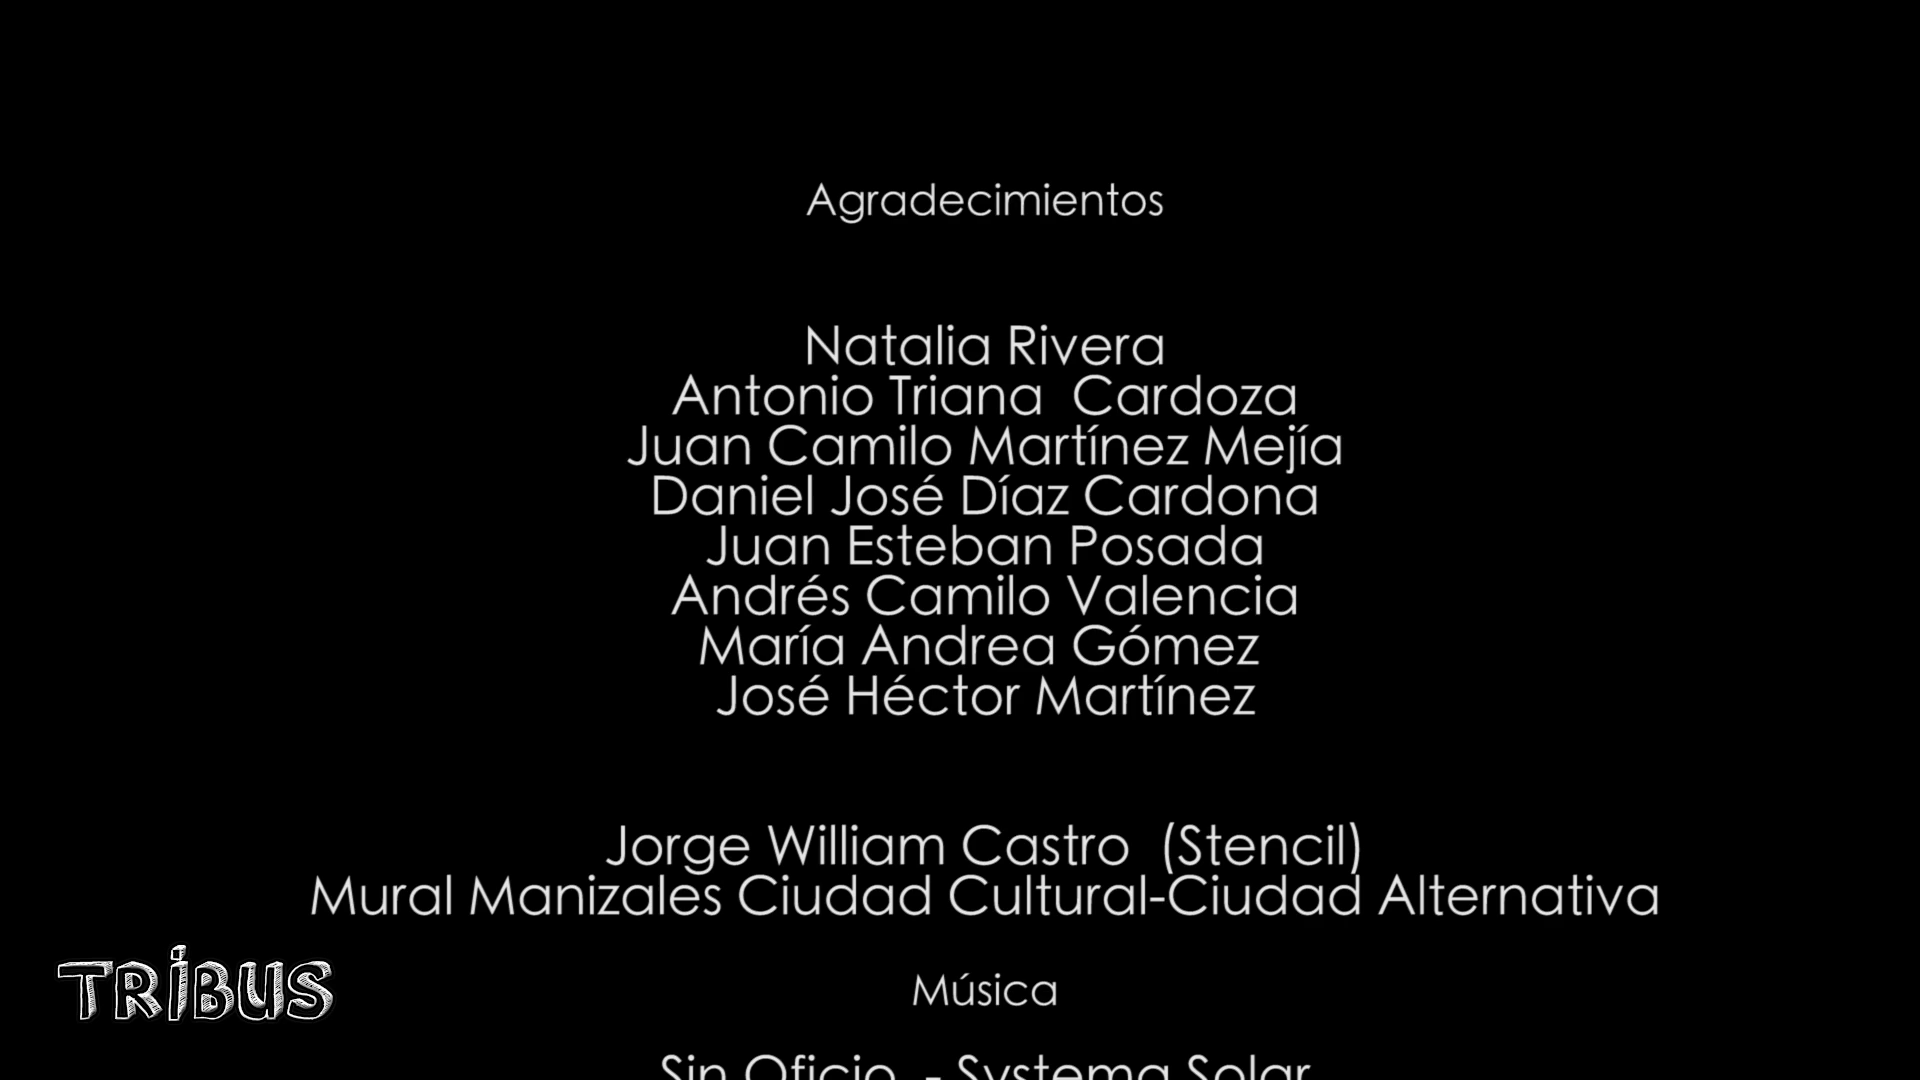 Agradecimientos
Natalia Rivera
Antonio Triana  Cardoza
Juan Camilo Martínez Mejía
Daniel José Díaz Cardona
Juan Esteban Posada
Andrés Camilo Valencia
María Andrea Gómez
José Héctor Martínez
Jorge William Castro  (Stencil)
Mural Manizales Ciudad Cultural-Ciudad Alternativa
TRIBUS
Música
Sin Oficio  - Systema Solar